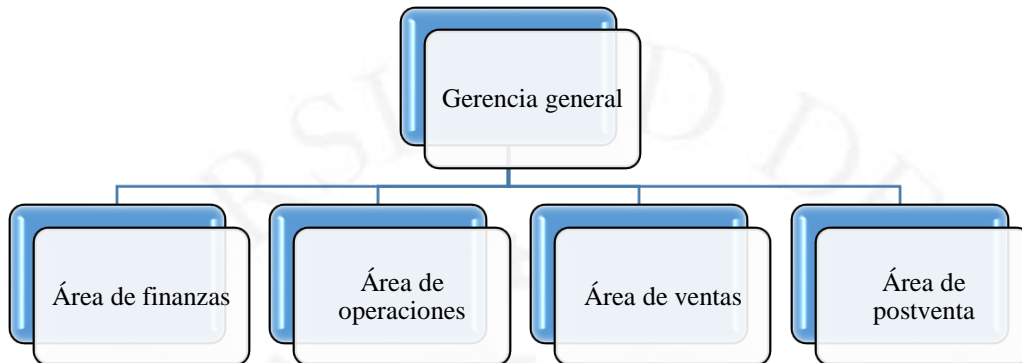 Gerencia general
Área de finanzas
Área de
operaciones
Área de ventas
Área de
postventa